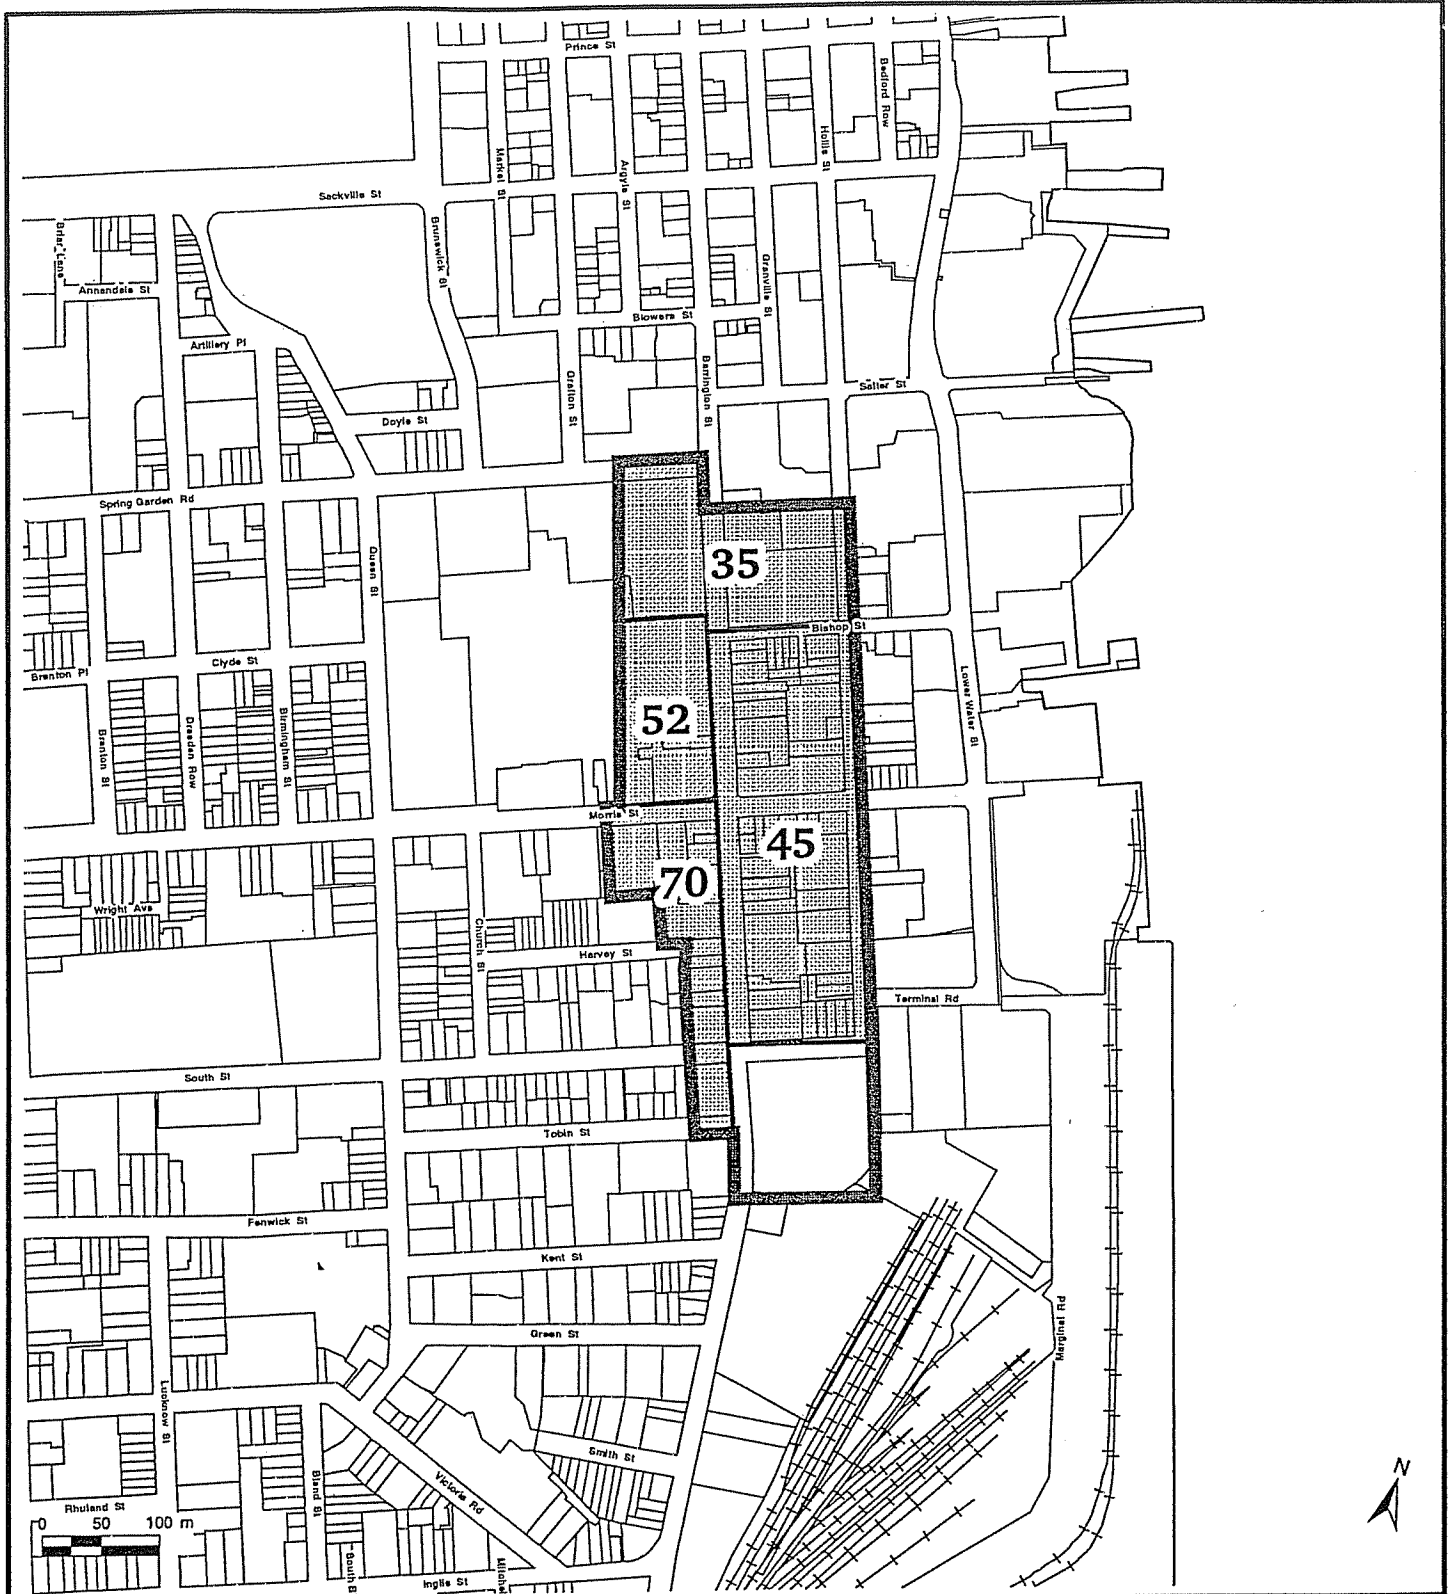 Prince St
Bedford Row
Hollis St
Market St
Argyle St
Sackville St
Brunswick St
Briar Lane
Granville St
Annandale St
Blowers St
Artillery Pl
Barrington St
Grafton St
Salter St
Doyle St
Spring Garden Rd
35
Queen St
Bishop St
Clyde St
Brenton Pl
Lower Water St
52
Brenton St
Dresden Row
Birmingham St
Morris St
45
70
Wright Ave
Church St
Harvey St
Terminal Rd
South St
Tobin St
Fenwick St
Kent St
Marginal Rd
Green St
Lucknow St
Smith St
Victoria Rd
Bland St
N
Rhuland St
0 50 100 m
South B
Mitchel
Inglis St